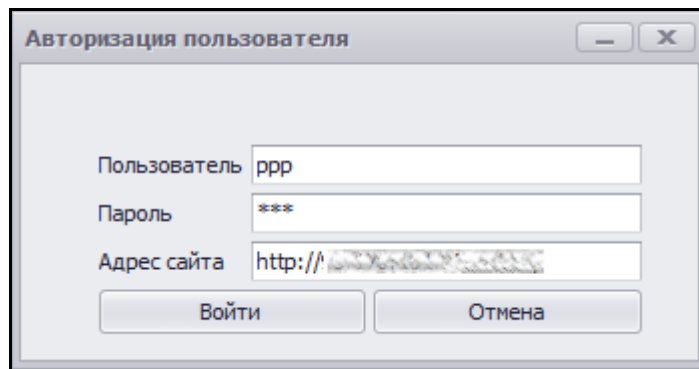 Авторизация пользователя
Пользователь ppp
Пароль ***
Адрес сайта http://
Войти Отмена